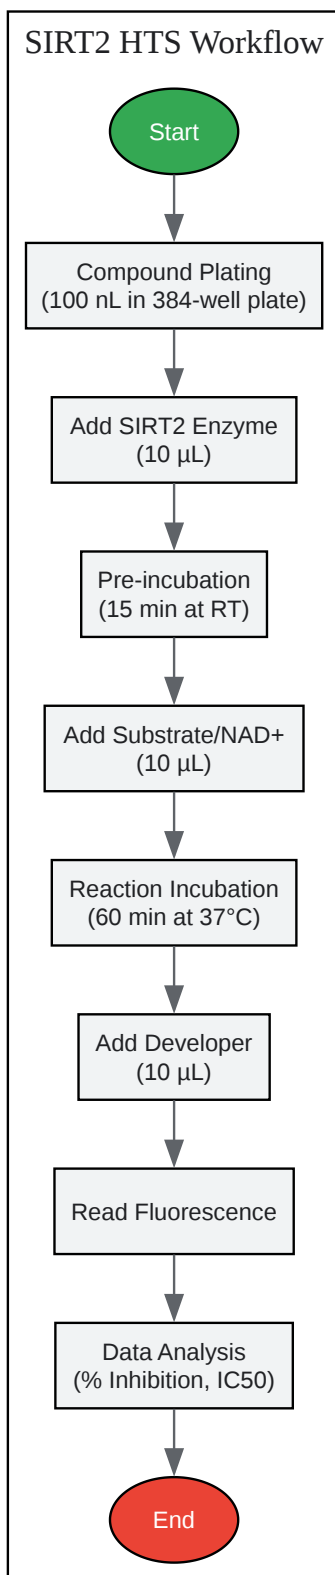 SIRT2 HTS Workflow
Start
Compound Plating
(100 nL in 384-well plate)
Add SIRT2 Enzyme
(10 µL)
Pre-incubation
(15 min at RT)
Add Substrate/NAD+
(10 µL)
Reaction Incubation
(60 min at 37°C)
Add Developer
(10 µL)
Read Fluorescence
Data Analysis
(% Inhibition, IC50)
End